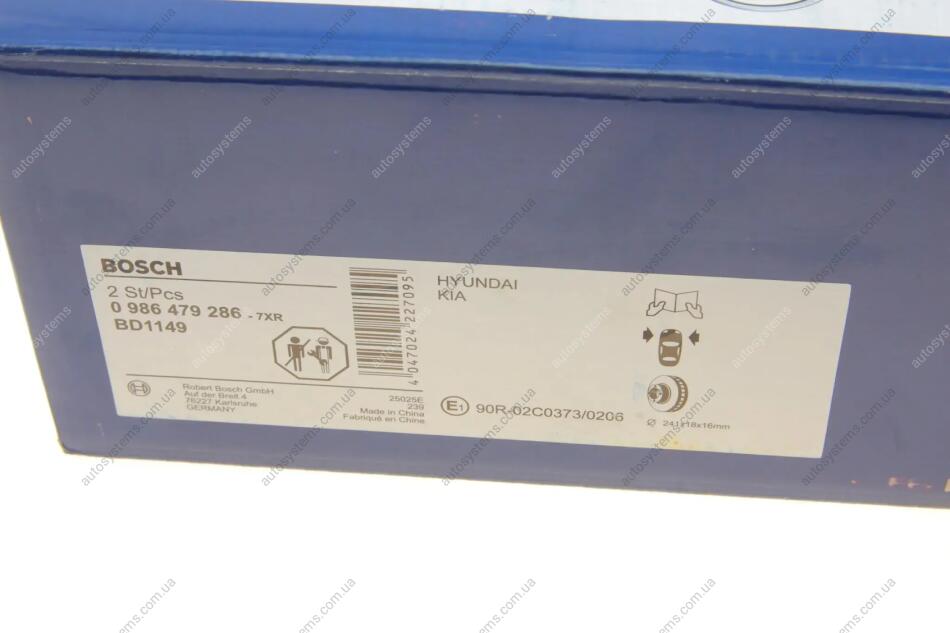 BOSCH
2 St/Pcs
0 986 479 286 - 7XR
BD1149
Robert Bosch GmbH
Auf der Breit 4
76227 Karlsruhe
GERMANY
25025E
239
Made in China
Fabriqué en Chine
4 047024 227095
HYUNDAI
KIA
E1 90R-02C0373/0206
Ø 241x18x16mm
autosystems.com.ua